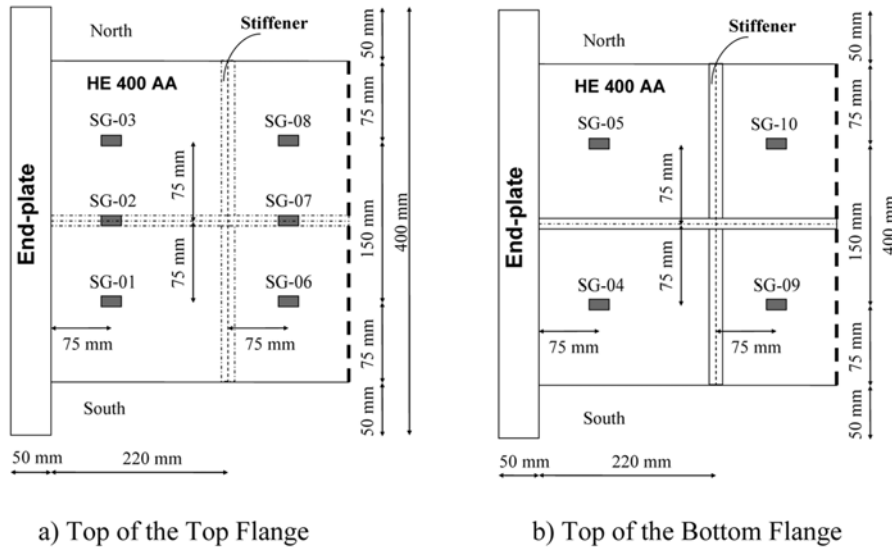 North
Stiffener
HE 400 AA
SG-03
SG-08
SG-02
SG-07
SG-01
SG-06
End-plate
75 mm
75 mm
75 mm
75 mm
South
50 mm
75 mm
150 mm
75 mm
50 mm
400 mm
50 mm
220 mm
a) Top of the Top Flange
North
Stiffener
HE 400 AA
SG-05
SG-10
SG-04
SG-09
End-plate
75 mm
75 mm
75 mm
75 mm
South
50 mm
75 mm
150 mm
75 mm
50 mm
400 mm
50 mm
220 mm
b) Top of the Bottom Flange